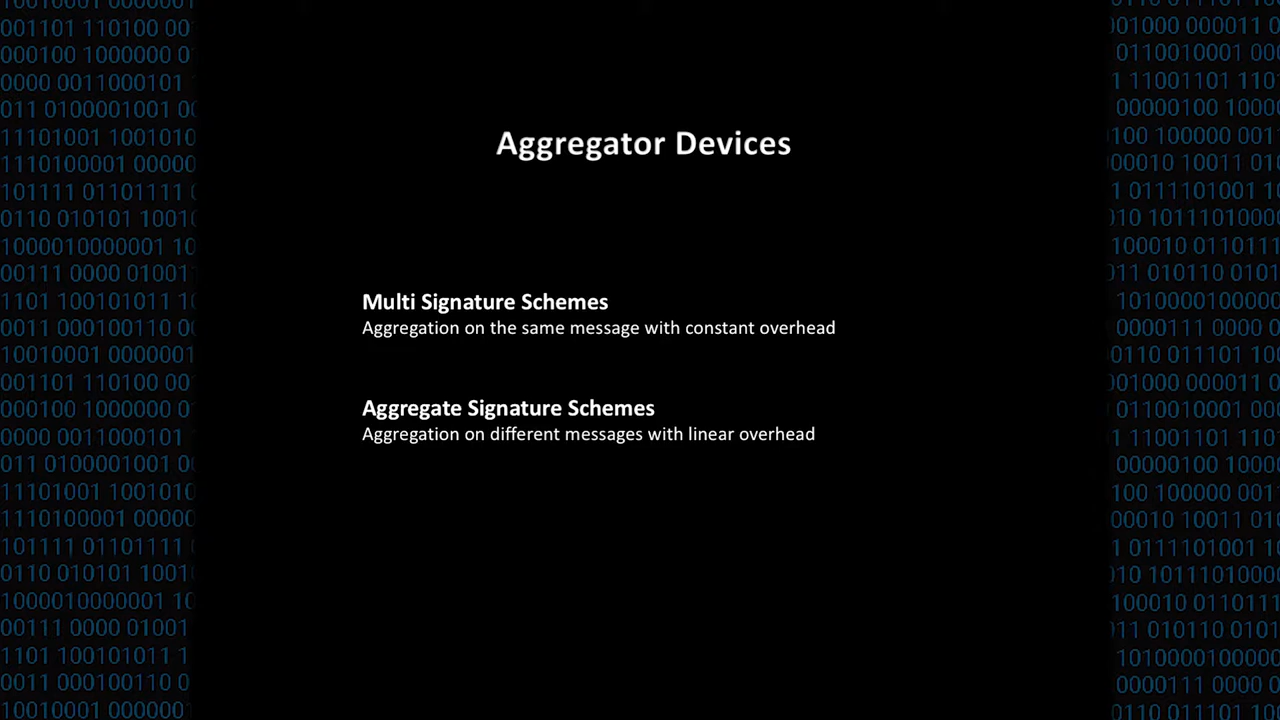 Aggregator Devices
Multi Signature Schemes
Aggregation on the same message with constant overhead
Aggregate Signature Schemes
Aggregation on different messages with linear overhead